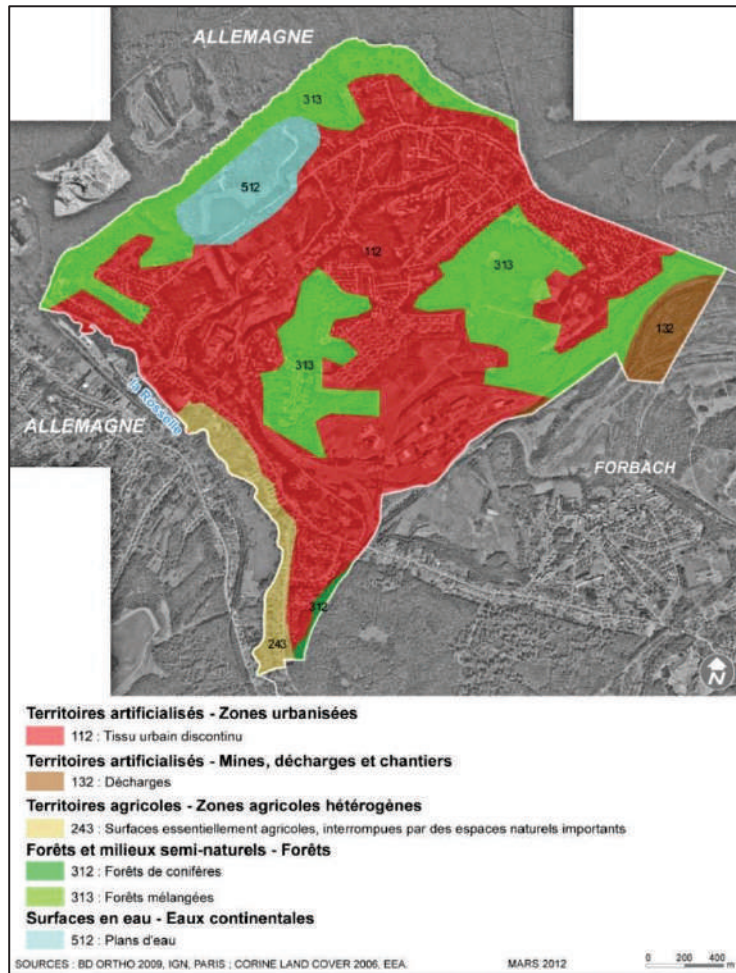 ALLEMAGNE
313
512
112
313
132
313
la Rosselle
ALLEMAGNE
FORBACH
312
243
N
Territoires artificialisés - Zones urbanisées
112 : Tissu urbain discontinu
Territoires artificialisés - Mines, décharges et chantiers
132 : Décharges
Territoires agricoles - Zones agricoles hétérogènes
243 : Surfaces essentiellement agricoles, interrompues par des espaces naturels importants
Forêts et milieux semi-naturels - Forêts
312 : Forêts de conifères
313 : Forêts mélangées
Surfaces en eau - Eaux continentales
512 : Plans d'eau
SOURCES : BD ORTHO 2009, IGN, PARIS ; CORINE LAND COVER 2006, EEA. MARS 2012
0 200 400 m